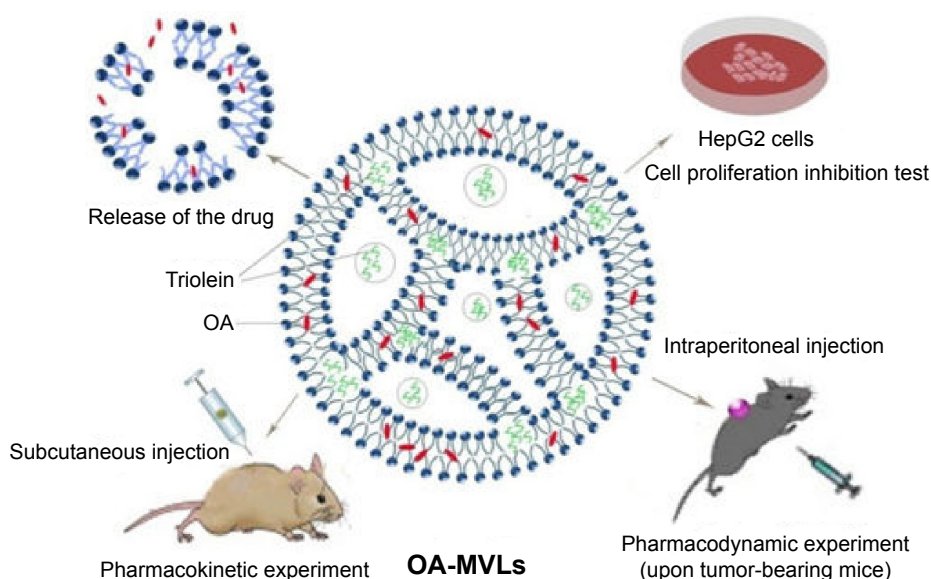 HepG2 cells
Cell proliferation inhibition test
Release of the drug
Triolein
OA
Intraperitoneal injection
Subcutaneous injection
Pharmacokinetic experiment
OA-MVLs
Pharmacodynamic experiment
(upon tumor-bearing mice)